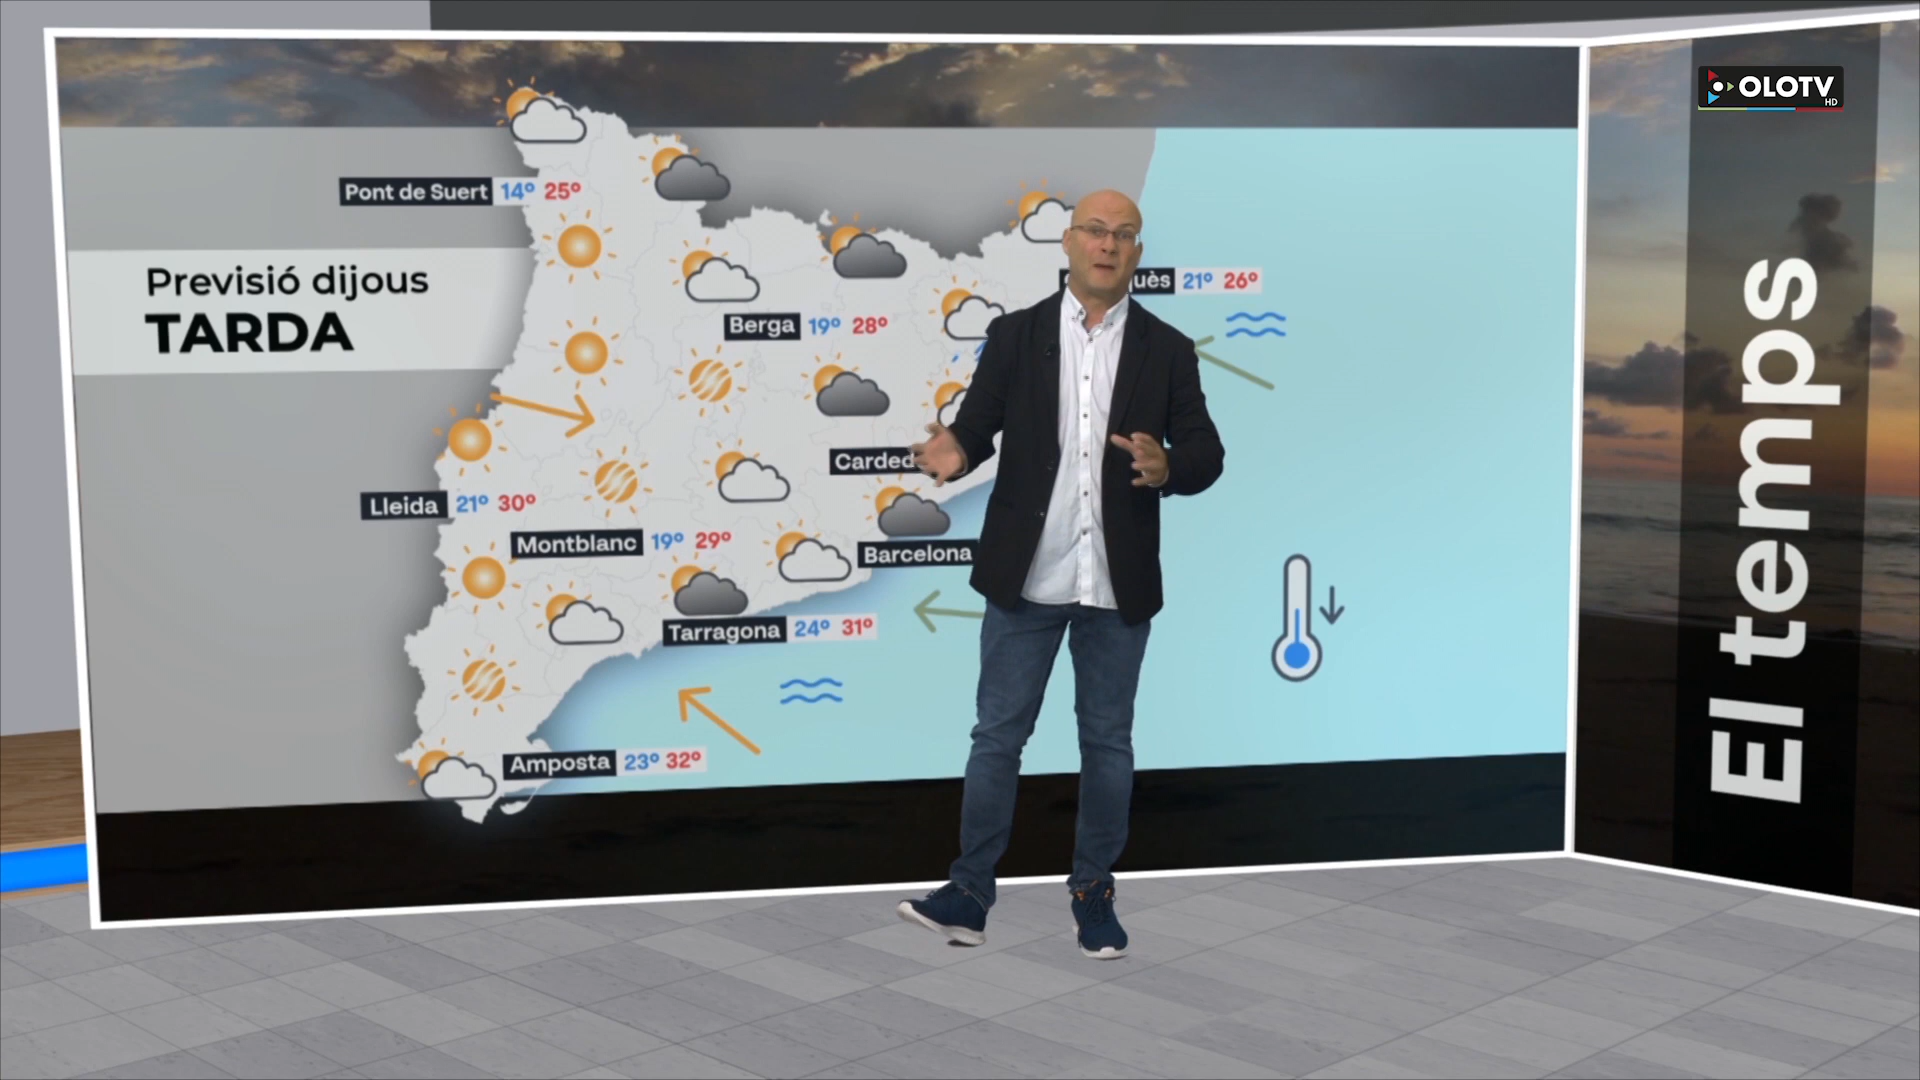 OLOTV
HD
Pont de Suert 14º 25º
Previsió dijous
TARDA
uès 21º 26º
Berga 19º 28º
Carded
Lleida 21º 30º
Montblanc 19º 29º
Barcelona
Tarragona 24º 31º
Amposta 23º 32º
El temps